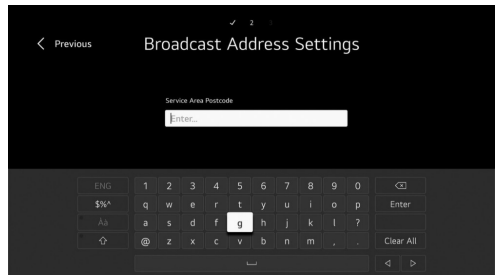 ✓ 2
Previous
Broadcast Address Settings
Service Area Postcode
Enter...
ENG 1 2 3 4 5 6 7 8 9 0
$%^ q w e r t y u i o p Enter
Àá a s d f g h j k l ?
@ z x c v b n m , . Clear All